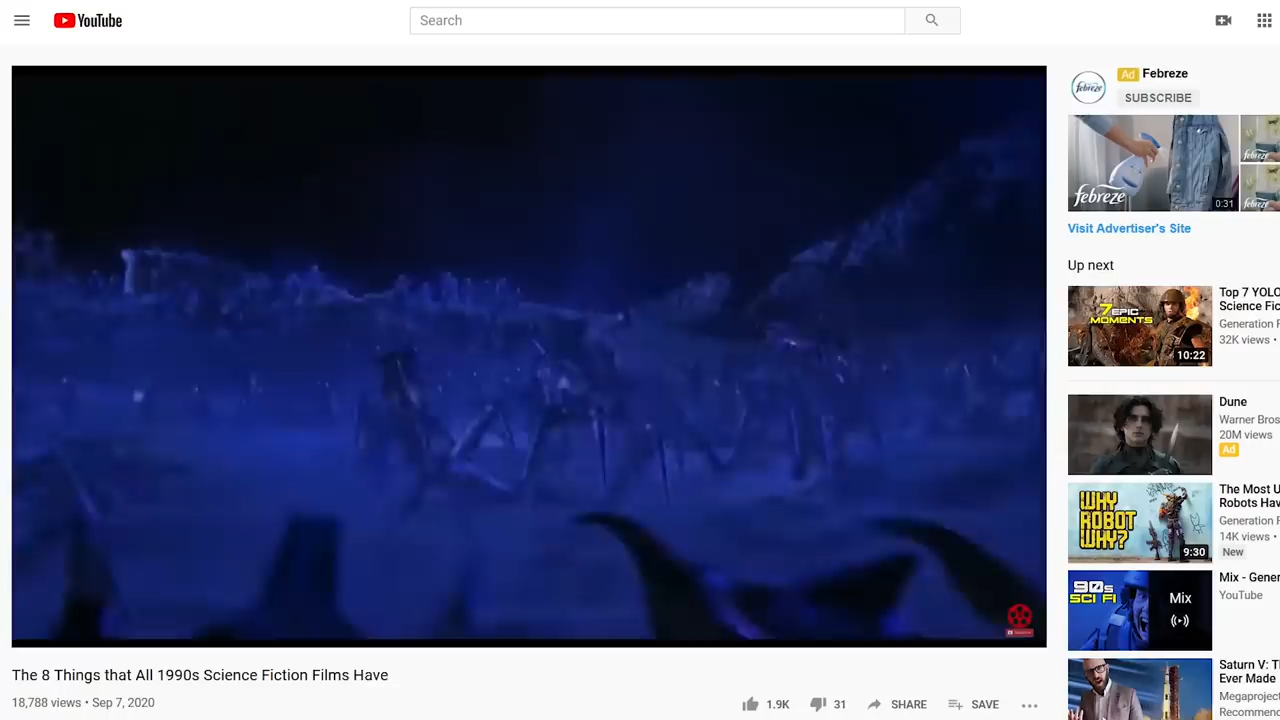 YouTube
Search
Ad Febreze
SUBSCRIBE
febreze
febreze
febreze
febreze
0:31
Visit Advertiser's Site
Up next
7 EPIC
MOMENTS
10:22
Top 7 YOLO
Science Fic
Generation F
32K views •
Dune
Warner Bros
20M views
Ad
WHY
ROBOT
WHY?
9:30
The Most U
Robots Hav
Generation F
14K views •
New
90s
SCI FI
Mix
Mix - Gener
YouTube
Saturn V: T
Ever Made
Megaproject
Recommend
The 8 Things that All 1990s Science Fiction Films Have
18,788 views • Sep 7, 2020
1.9K
31
SHARE
SAVE